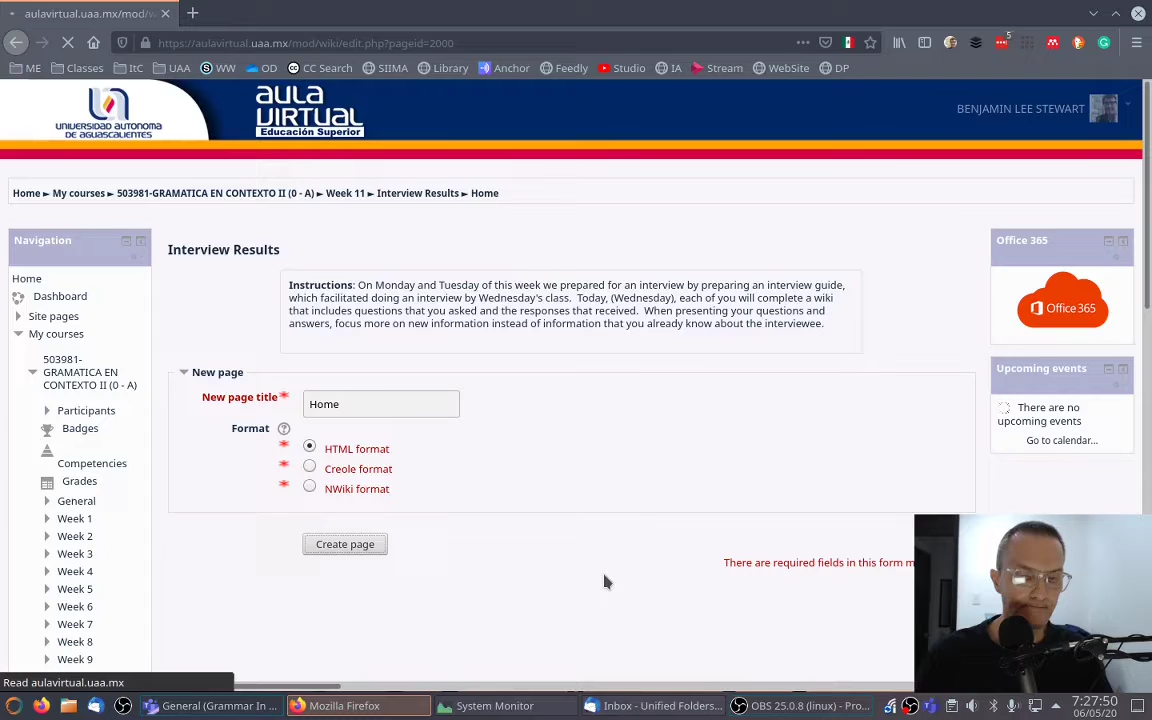 aulavirtual.uaa.mx/mod/w
https://aulavirtual.uaa.mx/mod/wiki/edit.php?pageid=2000
5
ME Classes ItC UAA WW OD CC Search SIIMA Library Anchor Feedly Studio IA Stream WebSite DP
UNIVERSIDAD AUTONOMA
DE AGUASCALIENTES
AULA
VIRTUAL
Educación Superior
BENJAMIN LEE STEWART
Home ► My courses ► 503981-GRAMATICA EN CONTEXTO II (0 - A) ► Week 11 ► Interview Results ► Home
Navigation
Home
Dashboard
Site pages
My courses
503981-
GRAMATICA EN
CONTEXTO II (0 - A)
Participants
Badges
Competencies
Grades
General
Week 1
Week 2
Week 3
Week 4
Week 5
Week 6
Week 7
Week 8
Week 9
Interview Results
Instructions: On Monday and Tuesday of this week we prepared for an interview by preparing an interview guide,
which facilitated doing an interview by Wednesday's class. Today, (Wednesday), each of you will complete a wiki
that includes questions that you asked and the responses that received. When presenting your questions and
answers, focus more on new information instead of information that you already know about the interviewee.
New page
New page title
Home
Format
HTML format
Creole format
NWiki format
Create page
There are required fields in this form m
Office 365
Office 365
Upcoming events
There are no
upcoming events
Go to calendar...
Read aulavirtual.uaa.mx
General (Grammar In ...
Mozilla Firefox
System Monitor
Inbox - Unified Folders...
OBS 25.0.8 (linux) - Pro...
7:27:50
06/05/20